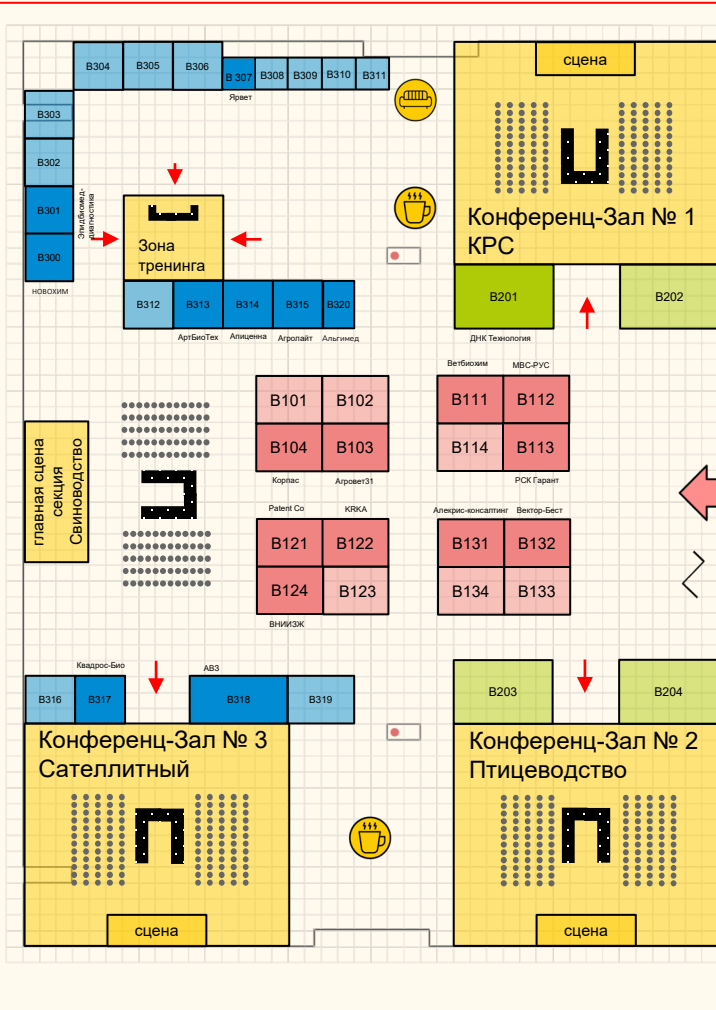 B304
B305
B306
B 307
B308
B309
B310
B311
Ярвет
B303
B302
B301
B300
Эпидбиомед-
диагностика
новохим
Зона
тренинга
B312
B313
B314
B315
B320
АртБиоТех
Апиценна
Агролайт
Альгимед
сцена
Конференц-Зал № 1
КРС
B201
B202
ДНК Технология
B101
B102
B104
B103
Корпас
Агровет31
Ветбиохим
МВС-РУС
B111
B112
B114
B113
РСК Гарант
главная сцена
секция
Свиноводство
Patent Co
KRKA
B121
B122
B124
B123
ВНИИЗЖ
Алекрис-консалтинг
Вектор-Бест
B131
B132
B134
B133
Квадрос-Био
АВЗ
B316
B317
B318
B319
Конференц-Зал № 3
Сателлитный
сцена
B203
B204
Конференц-Зал № 2
Птицеводство
сцена